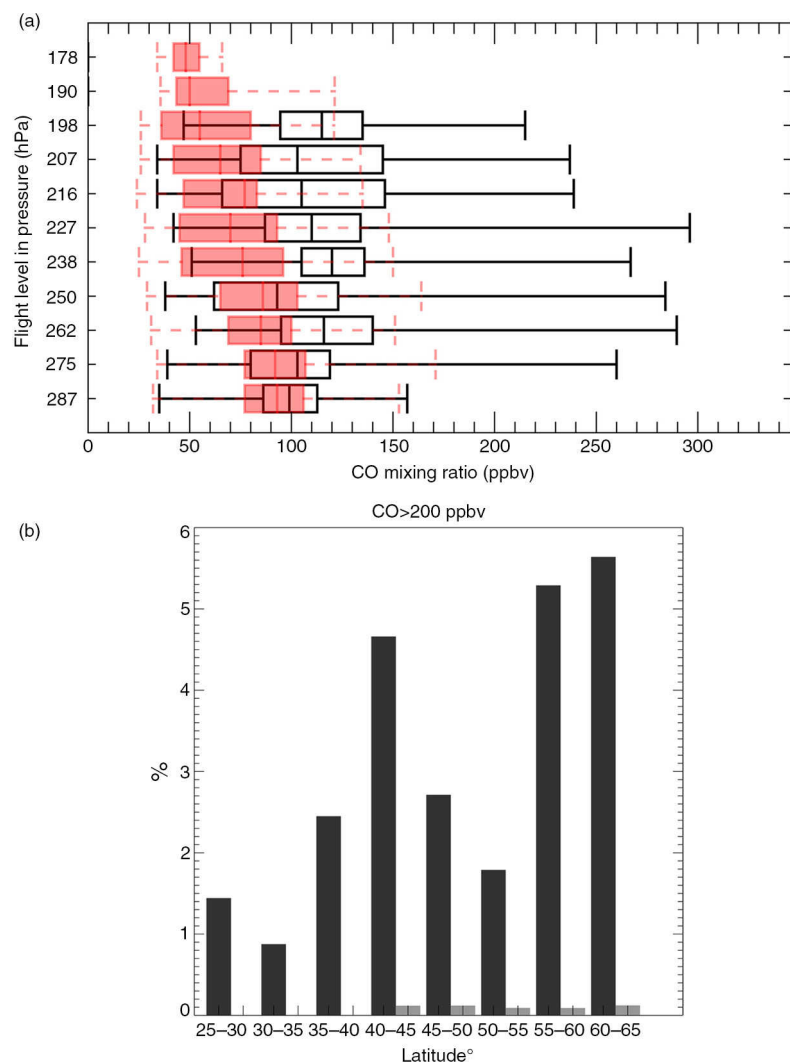 (a)
178
190
198
207
216
227
238
250
262
275
287
Flight level in pressure (hPa)
0 50 100 150 200 250 300
CO mixing ratio (ppbv)
(b)
CO>200 ppbv
6
5
4
3
2
1
0
%
25–30 30–35 35–40 40–45 45–50 50–55 55–60 60–65
Latitude°